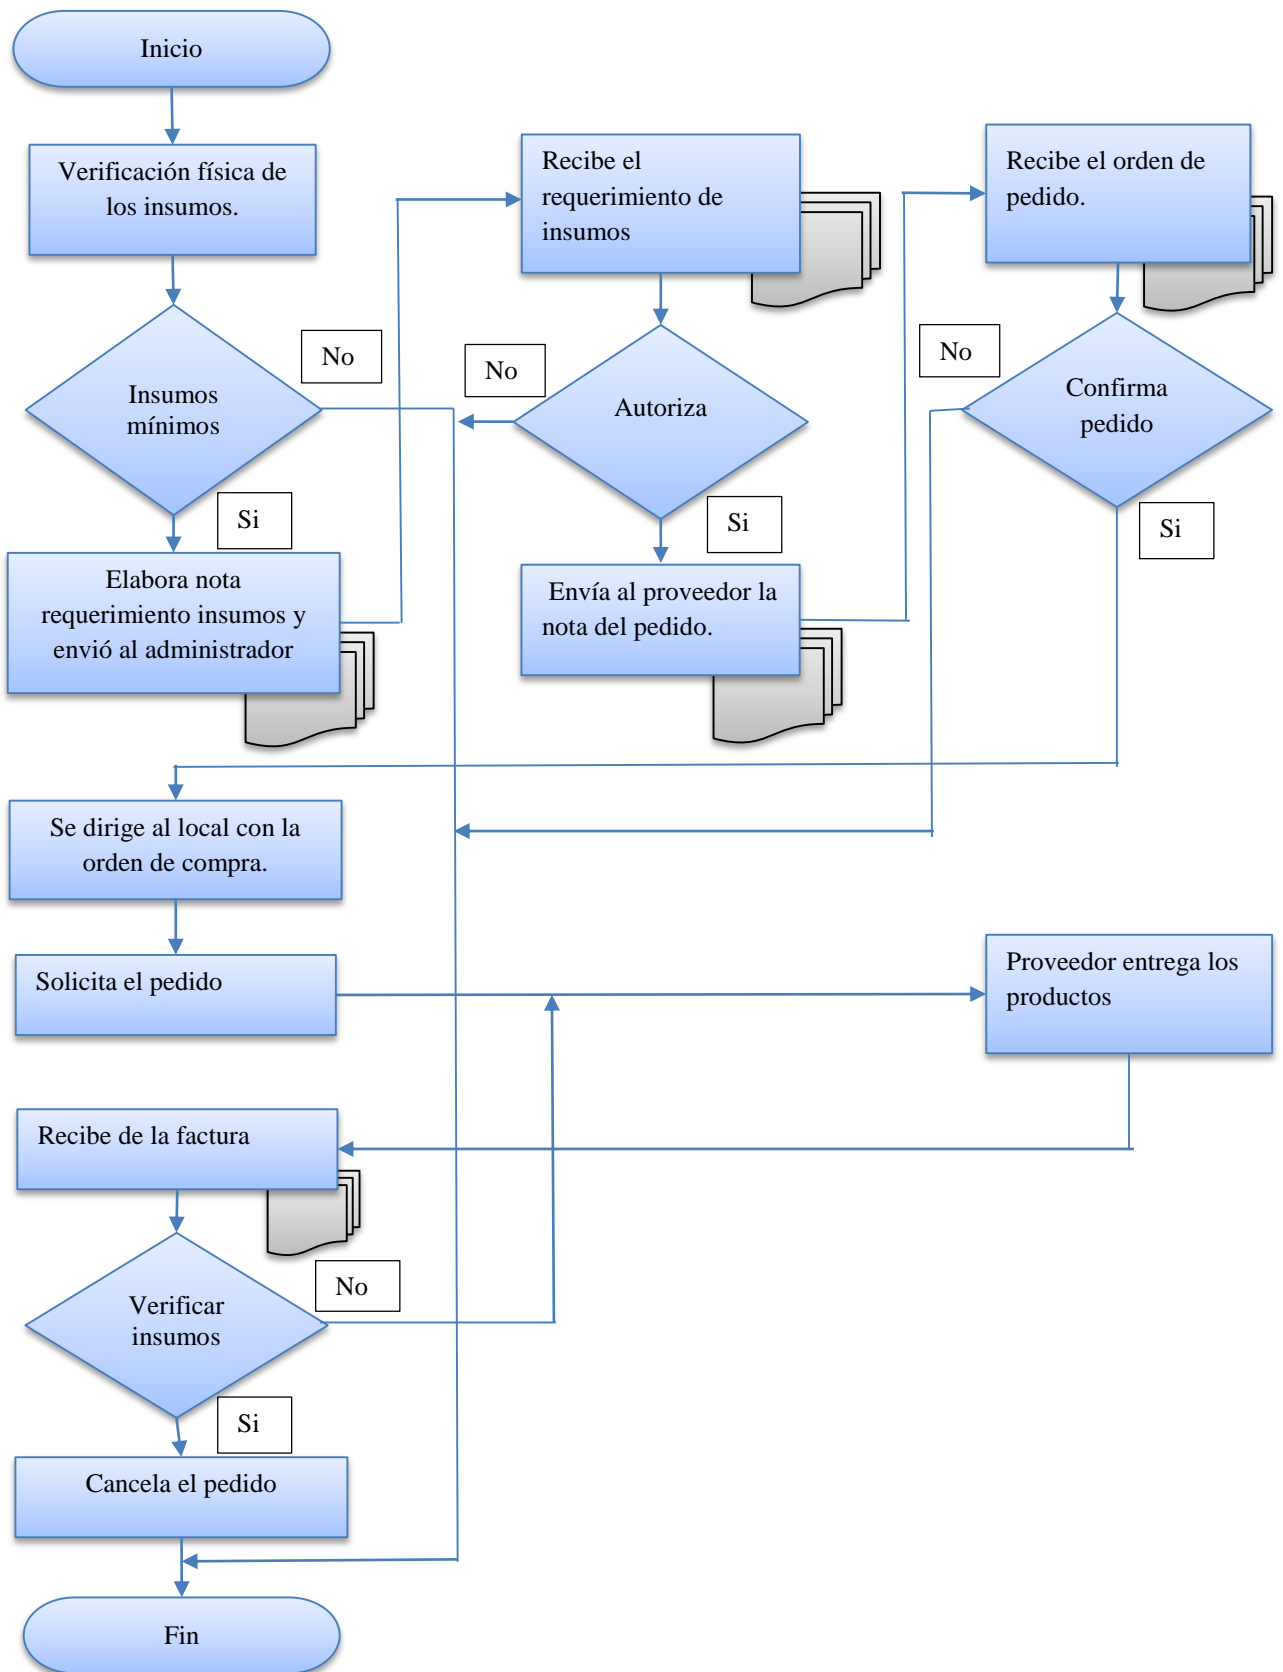 Inicio
Verificación física de
los insumos.
Recibe el
requerimiento de
insumos
Recibe el orden de
pedido.
No
No
No
Insumos
mínimos
Autoriza
Confirma
pedido
Si
Si
Si
Elabora nota
requerimiento insumos y
envió al administrador
Envía al proveedor la
nota del pedido.
Se dirige al local con la
orden de compra.
Solicita el pedido
Proveedor entrega los
productos
Recibe de la factura
No
Verificar
insumos
Si
Cancela el pedido
Fin